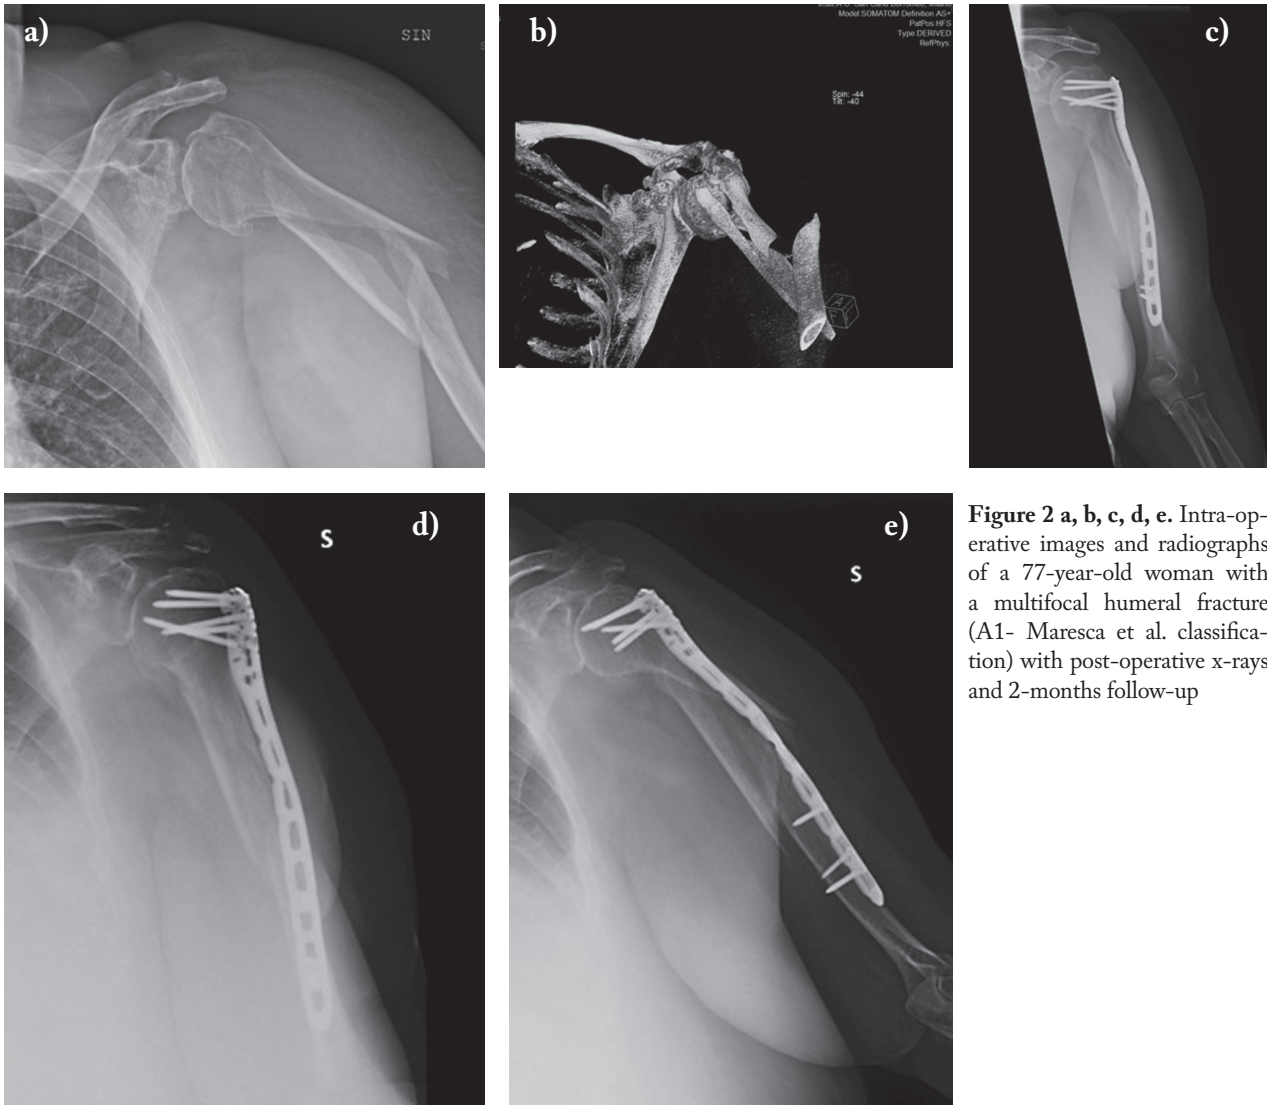 a)
SIN
b)
Model:SOMATOM Definition AS+
PatPos:HFS
Type:DERIVED
RefPhys:
Spin: -44
Tilt: -40
c)
d)
S
e)
S
Figure 2 a, b, c, d, e. Intra-op-
erative images and radiographs
of a 77-year-old woman with
a multifocal humeral fracture
(A1- Maresca et al. classifica-
tion) with post-operative x-rays
and 2-months follow-up